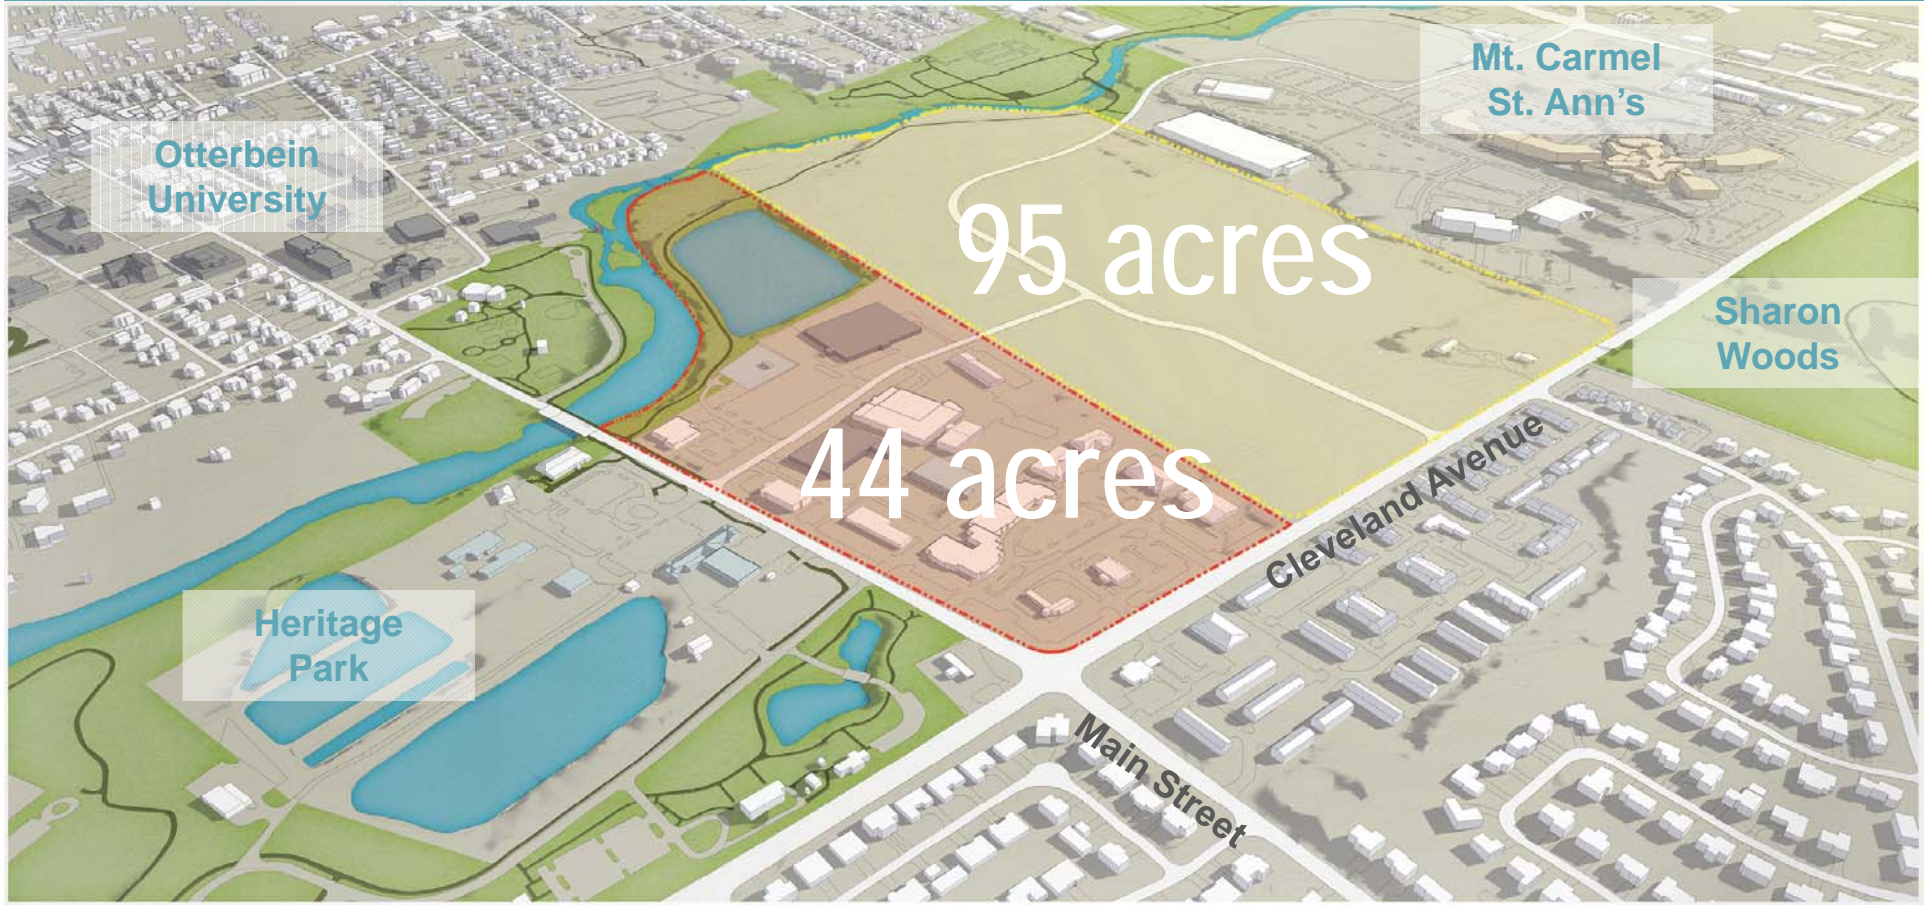 Mt. Carmel
St. Ann's
Otterbein
University
95 acres
Sharon
Woods
44 acres
Cleveland Avenue
Heritage
Park
Main Street